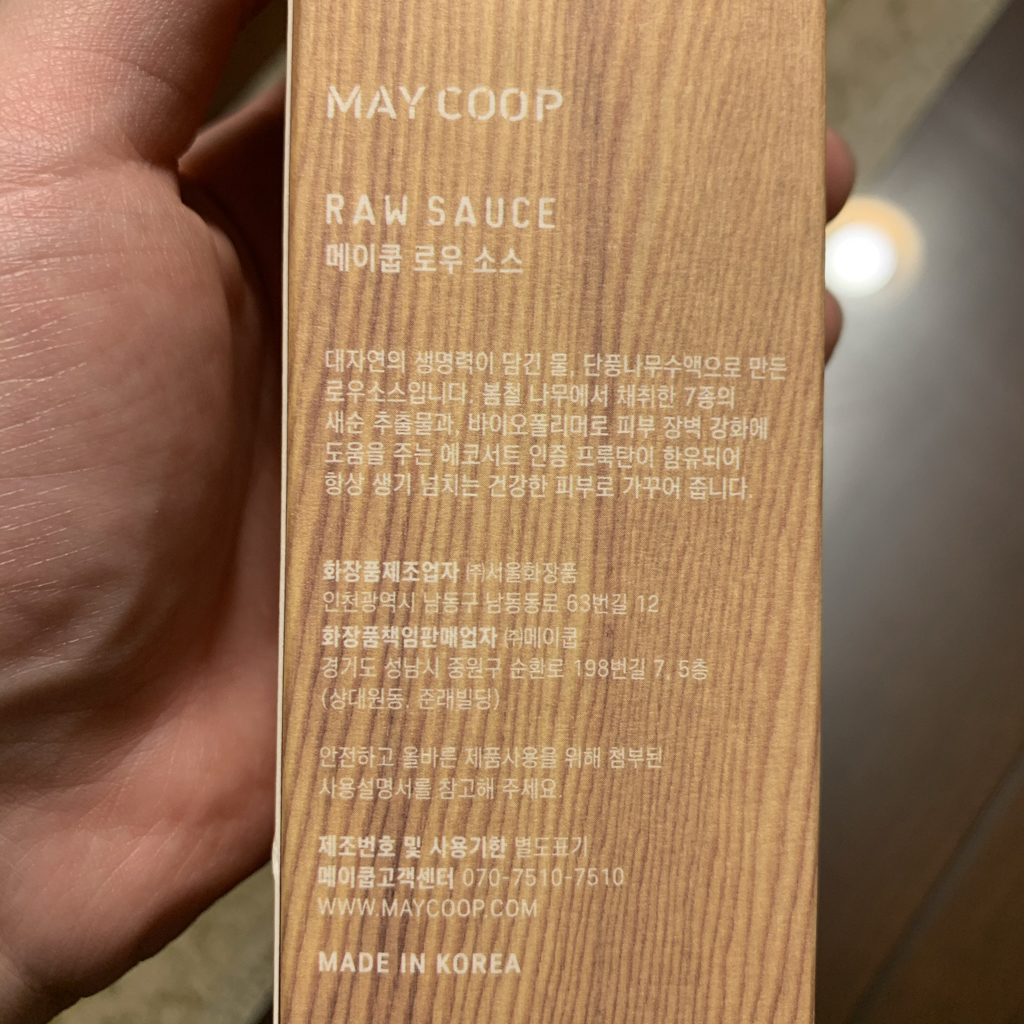 MAY COOP
RAW SAUCE
메이쿱 로우 소스
대자연의 생명력이 담긴 물, 단풍나무수액으로 만든
로우소스입니다. 봄철 나무에서 채취한 7종의
새순 추출물과, 바이오폴리머로 피부 장벽 강화에
도움을 주는 에코서트 인증 프룩탄이 함유되어
항상 생기 넘치는 건강한 피부로 가꾸어 줍니다.
화장품제조업자 ㈜서울화장품
인천광역시 남동구 남동동로 63번길 12
화장품책임판매업자 ㈜메이쿱
경기도 성남시 중원구 순환로 198번길 7, 5층
(상대원동, 준래빌딩)
안전하고 올바른 제품사용을 위해 첨부된
사용설명서를 참고해 주세요.
제조번호 및 사용기한 별도표기
메이쿱고객센터 070-7510-7510
WWW.MAYCOOP.COM
MADE IN KOREA